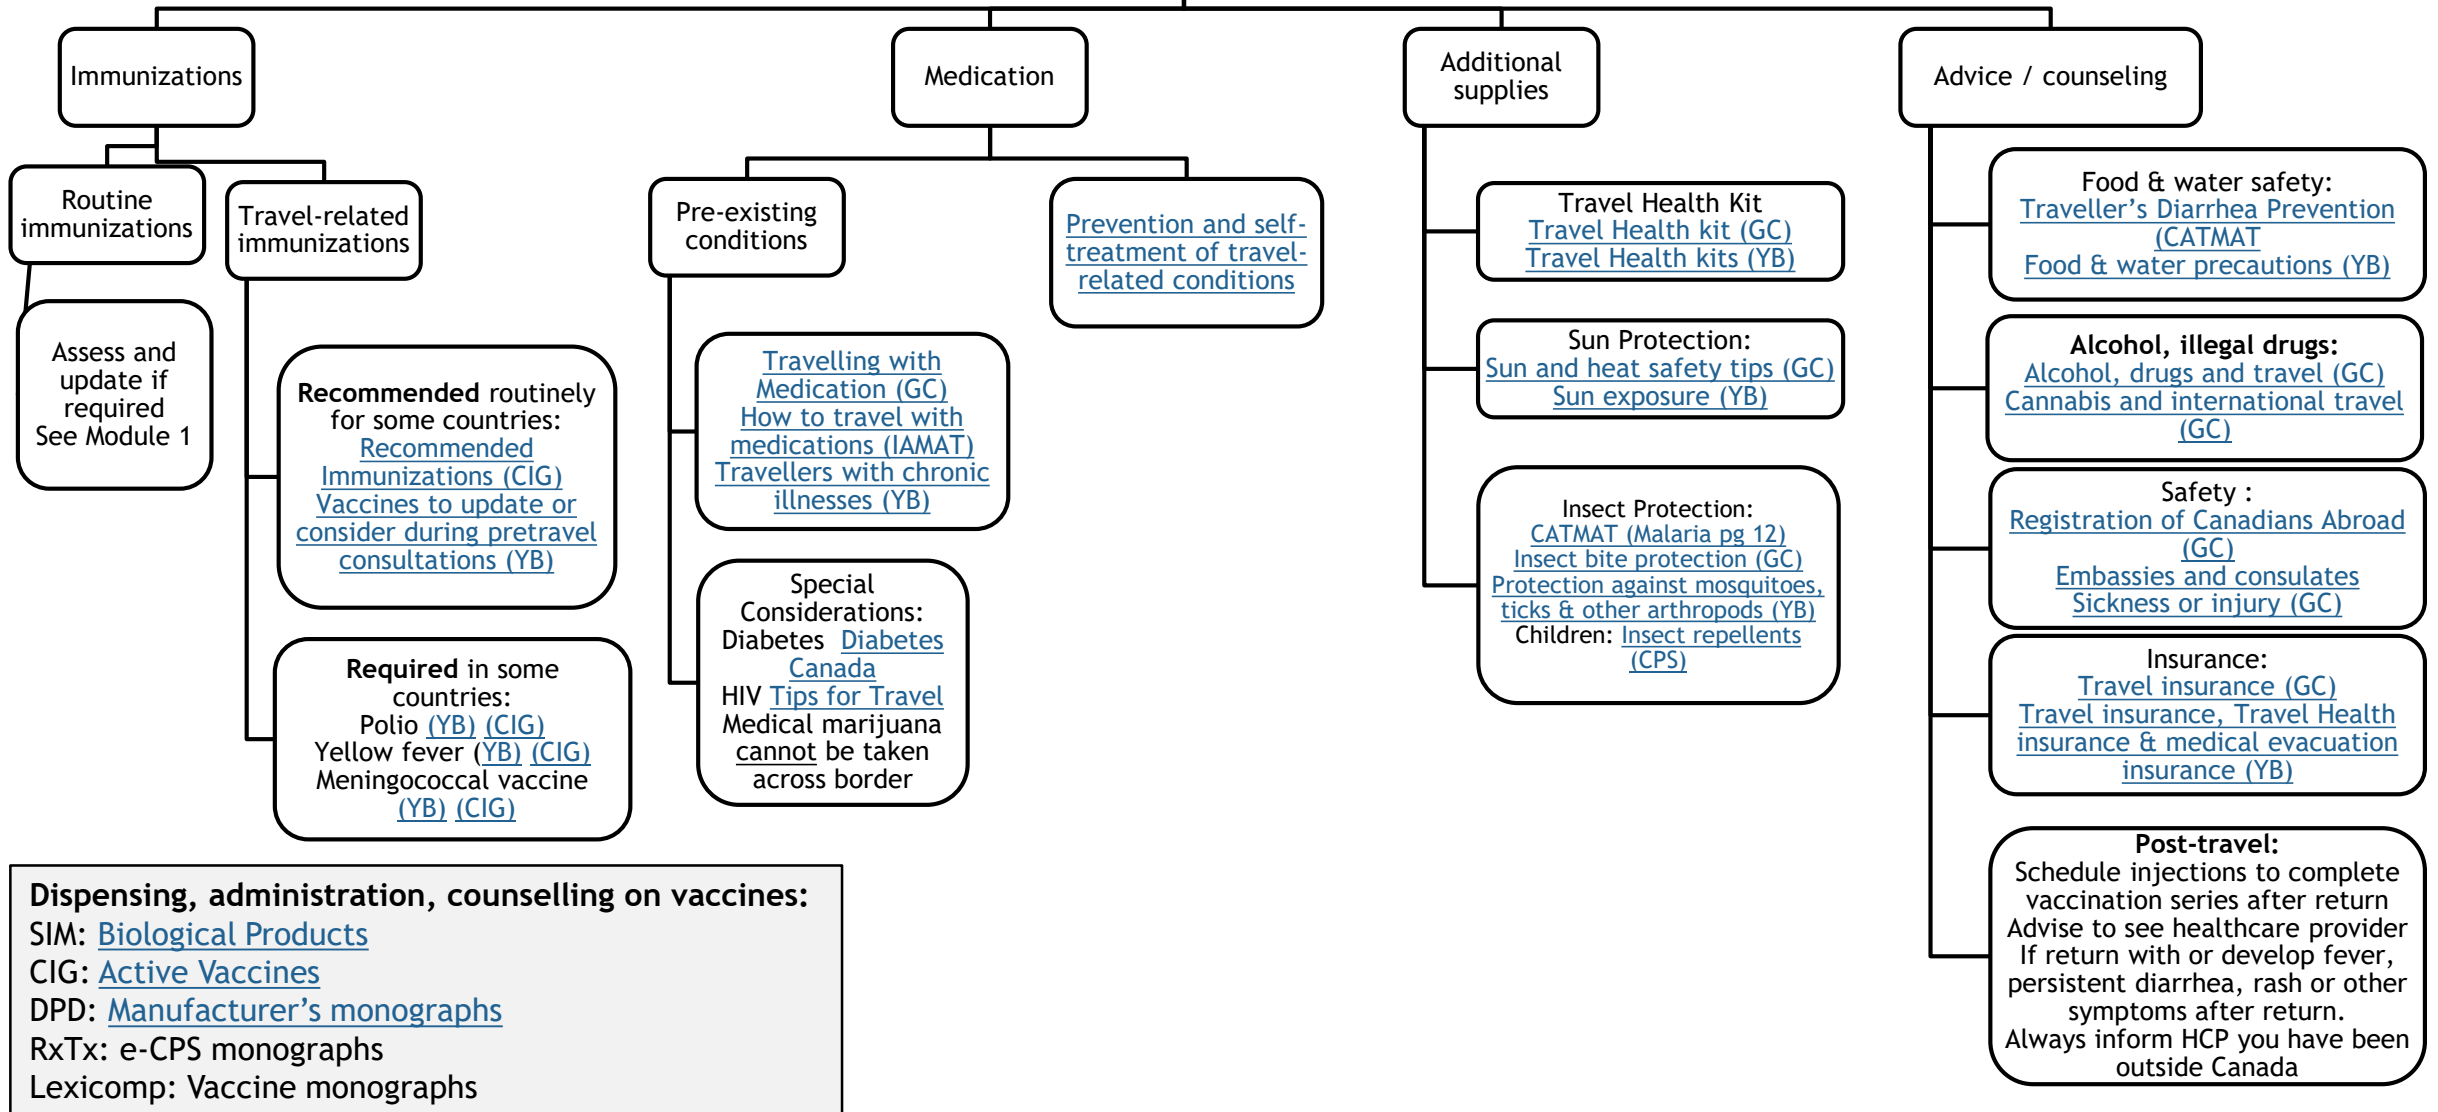 Immunizations
Medication
Additional
supplies
Advice / counseling
Routine
immunizations
Assess and
update if
required
See Module 1
Travel-related
immunizations
Recommended routinely
for some countries:
Recommended
Immunizations (CIG)
Vaccines to update or
consider during pretravel
consultations (YB)
Required in some
countries:
Polio (YB) (CIG)
Yellow fever (YB) (CIG)
Meningococcal vaccine
(YB) (CIG)
Pre-existing
conditions
Travelling with
Medication (GC)
How to travel with
medications (IAMAT)
Travellers with chronic
illnesses (YB)
Special
Considerations:
Diabetes Diabetes
Canada
HIV Tips for Travel
Medical marijuana
cannot be taken
across border
Prevention and self-
treatment of travel-
related conditions
Travel Health Kit
Travel Health kit (GC)
Travel Health kits (YB)
Sun Protection:
Sun and heat safety tips (GC)
Sun exposure (YB)
Insect Protection:
CATMAT (Malaria pg 12)
Insect bite protection (GC)
Protection against mosquitoes,
ticks & other arthropods (YB)
Children: Insect repellents
(CPS)
Food & water safety:
Traveller's Diarrhea Prevention
(CATMAT
Food & water precautions (YB)
Alcohol, illegal drugs:
Alcohol, drugs and travel (GC)
Cannabis and international travel
(GC)
Safety :
Registration of Canadians Abroad
(GC)
Embassies and consulates
Sickness or injury (GC)
Insurance:
Travel insurance (GC)
Travel insurance, Travel Health
insurance & medical evacuation
insurance (YB)
Post-travel:
Schedule injections to complete
vaccination series after return
Advise to see healthcare provider
If return with or develop fever,
persistent diarrhea, rash or other
symptoms after return.
Always inform HCP you have been
outside Canada
Dispensing, administration, counselling on vaccines:
SIM: Biological Products
CIG: Active Vaccines
DPD: Manufacturer's monographs
RxTx: e-CPS monographs
Lexicomp: Vaccine monographs